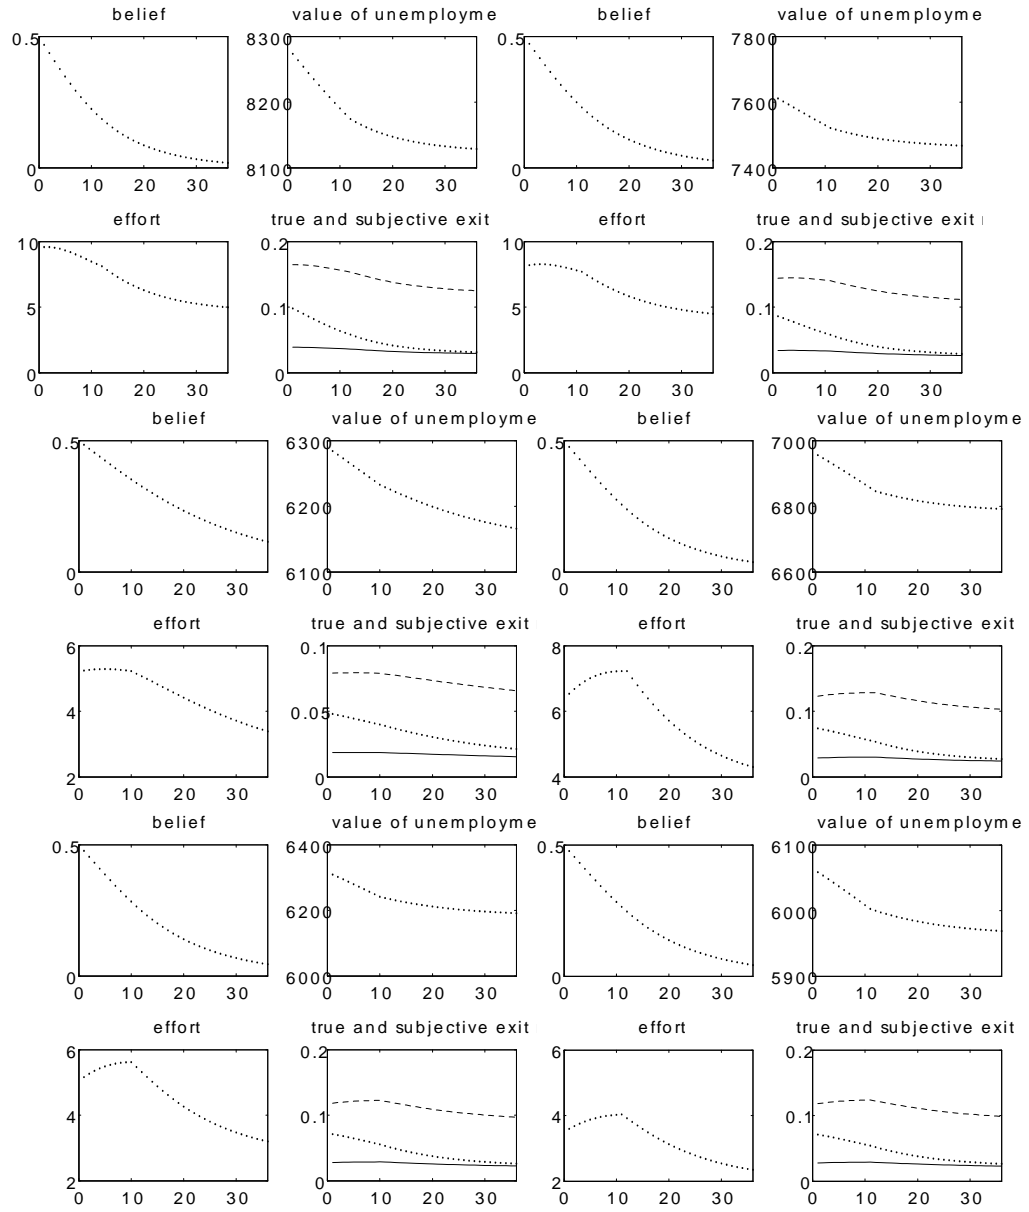 belief value of unemployme belief value of unemployme
0.5 8300 0.5 7800
8200 7600
0 8100 0 7400
0 10 20 30 0 10 20 30 0 10 20 30 0 10 20 30
effort true and subjective exit effort true and subjective exit
10 0.2 10 0.2
5 0.1 5 0.1
0 0 0 0
0 10 20 30 0 10 20 30 0 10 20 30 0 10 20 30
belief value of unemployme belief value of unemployme
0.5 6300 0.5 7000
6200 6800
0 6100 0 6600
0 10 20 30 0 10 20 30 0 10 20 30 0 10 20 30
effort true and subjective exit effort true and subjective exit
6 0.1 8 0.2
4 0.05 6 0.1
2 0 4 0
0 10 20 30 0 10 20 30 0 10 20 30 0 10 20 30
belief value of unemployme belief value of unemployme
0.5 6400 0.5 6100
6200 6000
0 6000 0 5900
0 10 20 30 0 10 20 30 0 10 20 30 0 10 20 30
effort true and subjective exit effort true and subjective exit
6 0.2 6 0.2
4 0.1 4 0.1
2 0 2 0
0 10 20 30 0 10 20 30 0 10 20 30 0 10 20 30